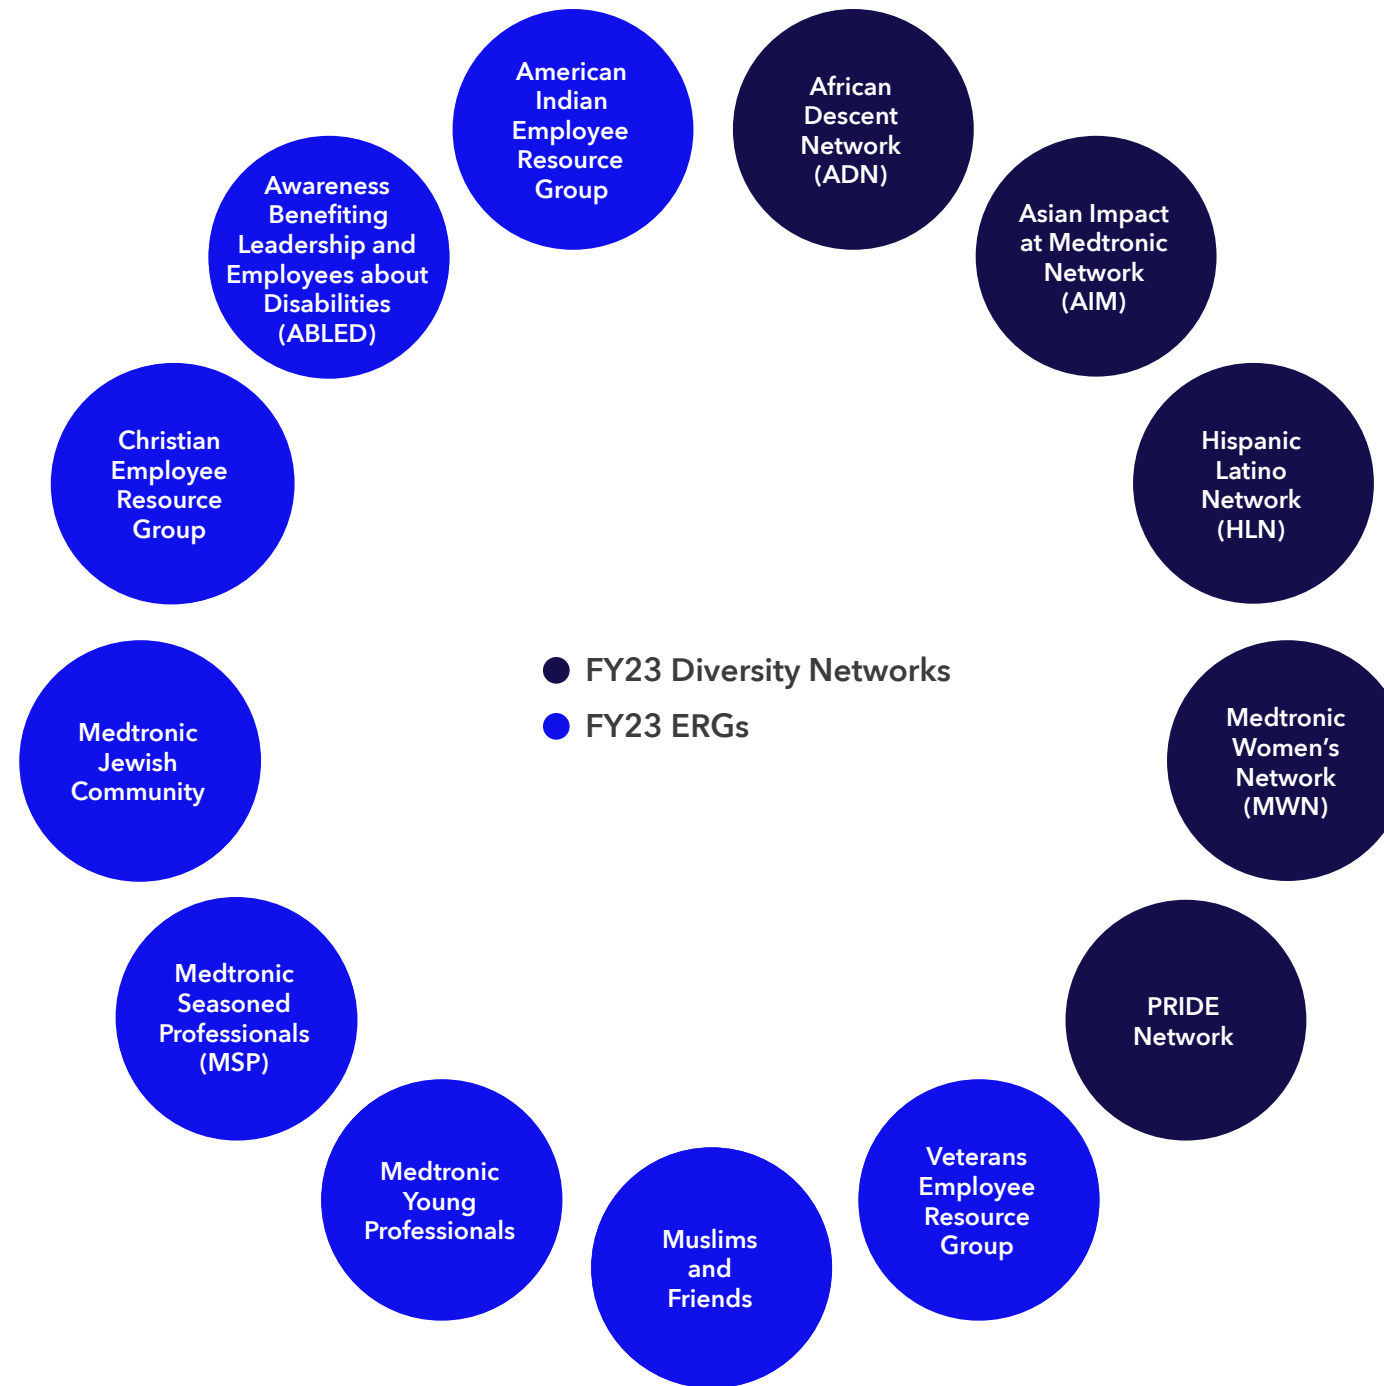 American
Indian
Employee
Resource
Group
African
Descent
Network
(ADN)
Awareness
Benefiting
Leadership and
Employees about
Disabilities
(ABLED)
Asian Impact
at Medtronic
Network
(AIM)
Christian
Employee
Resource
Group
Hispanic
Latino
Network
(HLN)
FY23 Diversity Networks
FY23 ERGs
Medtronic
Jewish
Community
Medtronic
Women’s
Network
(MWN)
Medtronic
Seasoned
Professionals
(MSP)
PRIDE
Network
Medtronic
Young
Professionals
Muslims
and
Friends
Veterans
Employee
Resource
Group